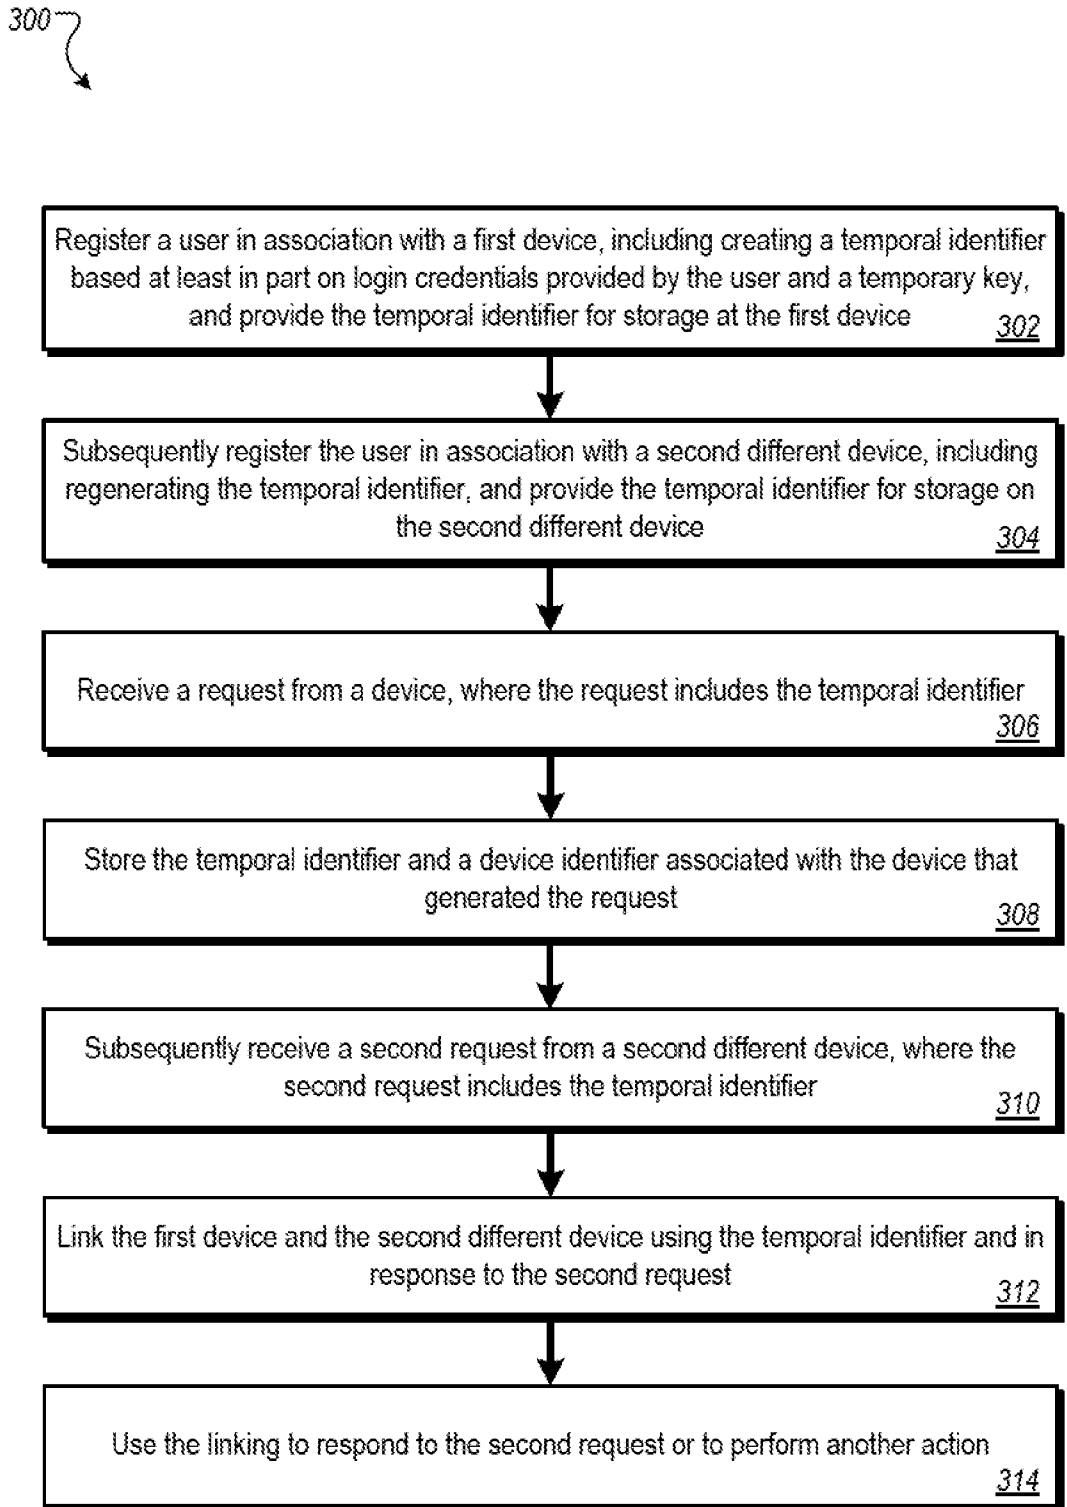 300
Register a user in association with a first device, including creating a temporal identifier
based at least in part on login credentials provided by the user and a temporary key,
and provide the temporal identifier for storage at the first device
302
Subsequently register the user in association with a second different device, including
regenerating the temporal identifier, and provide the temporal identifier for storage on
the second different device
304
Receive a request from a device, where the request includes the temporal identifier
306
Store the temporal identifier and a device identifier associated with the device that
generated the request
308
Subsequently receive a second request from a second different device, where the
second request includes the temporal identifier
310
Link the first device and the second different device using the temporal identifier and in
response to the second request
312
Use the linking to respond to the second request or to perform another action
314